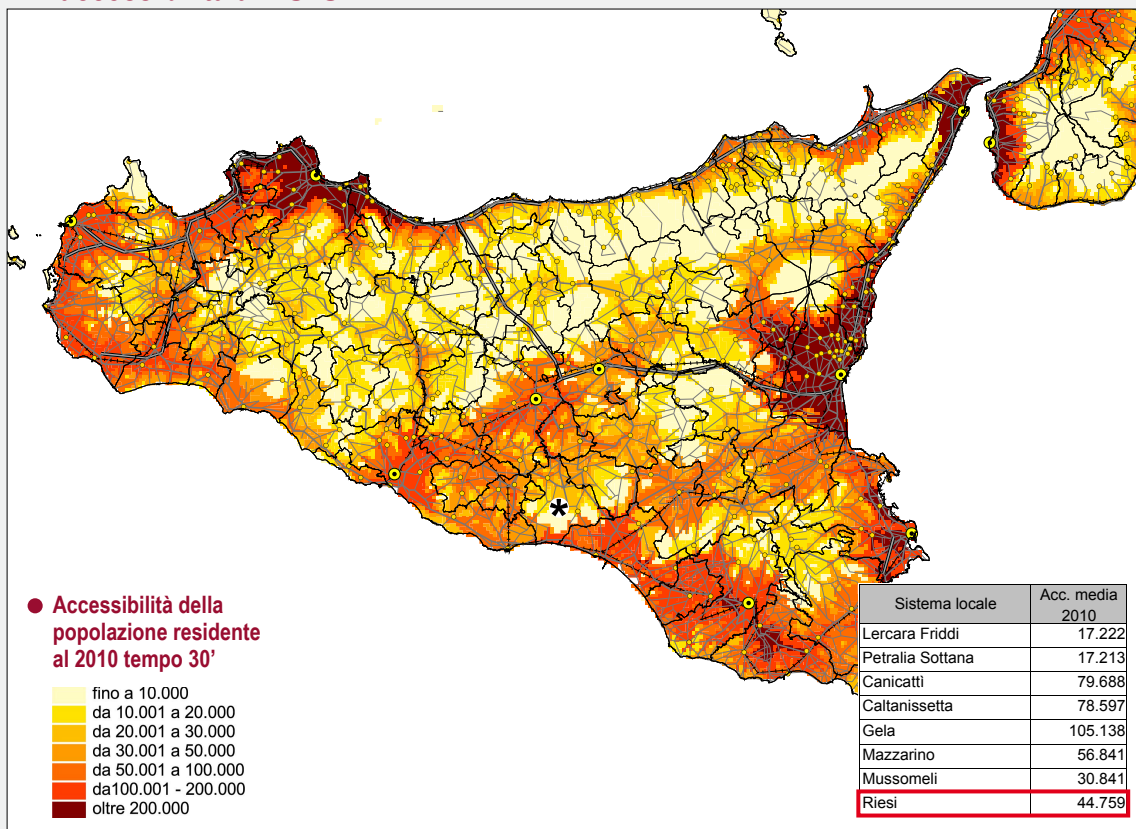 ● Accessibilità della
popolazione residente
al 2010 tempo 30’
fino a 10.000
da 10.001 a 20.000
da 20.001 a 30.000
da 30.001 a 50.000
da 50.001 a 100.000
da100.001 - 200.000
oltre 200.000
*
Sistema locale Acc. media 2010
Lercara Friddi 17.222
Petralia Sottana 17.213
Canicattì 79.688
Caltanissetta 78.597
Gela 105.138
Mazzarino 56.841
Mussomeli 30.841
Riesi 44.759